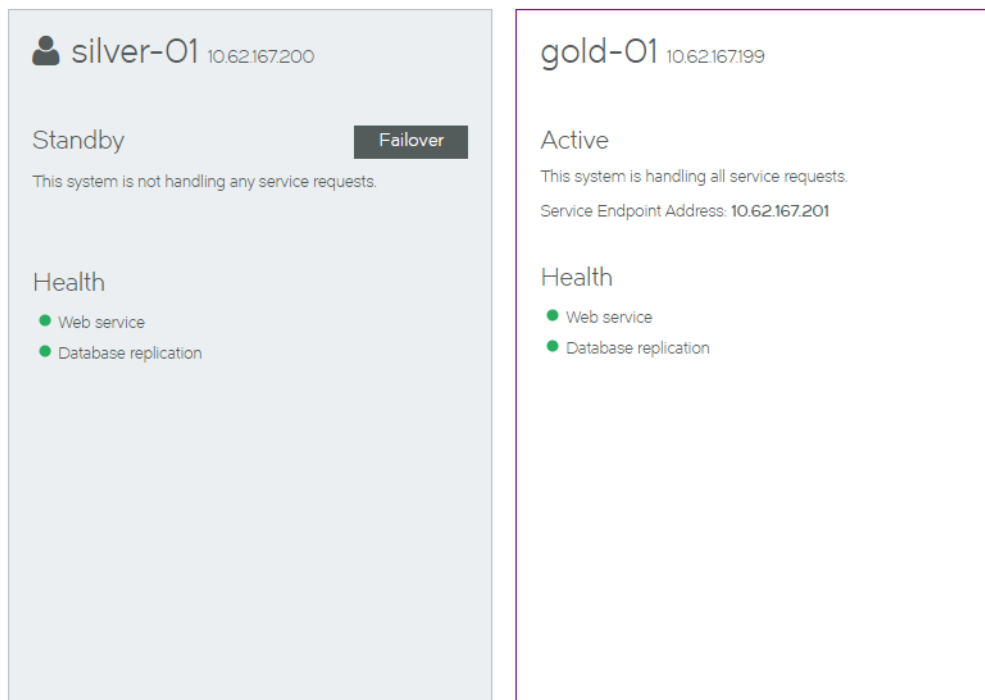 silver-01 10.62.167.200
Standby
Failover
This system is not handling any service requests.
Health
Web service
Database replication
gold-01 10.62.167.199
Active
This system is handling all service requests.
Service Endpoint Address: 10.62.167.201
Health
Web service
Database replication